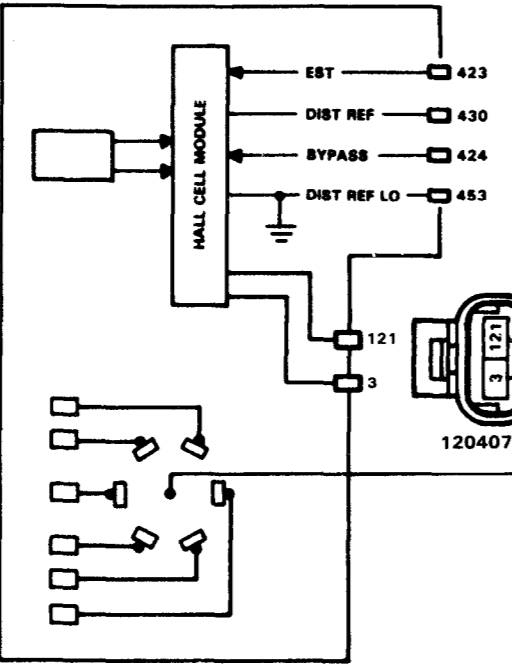 EST 423
DIST REF 430
BYPASS 424
DIST REF LO 453
HALL CELL MODULE
121
3
121
3
120407